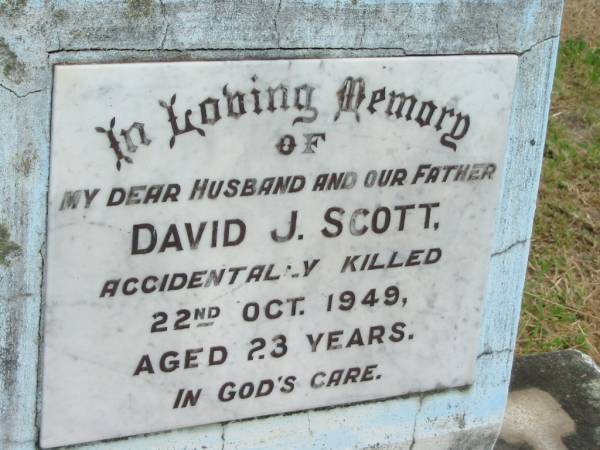 In Loving Memory
OF
MY DEAR HUSBAND AND OUR FATHER
DAVID J. SCOTT,
ACCIDENTALLY KILLED
22ND OCT. 1949,
AGED 23 YEARS.
IN GOD'S CARE.